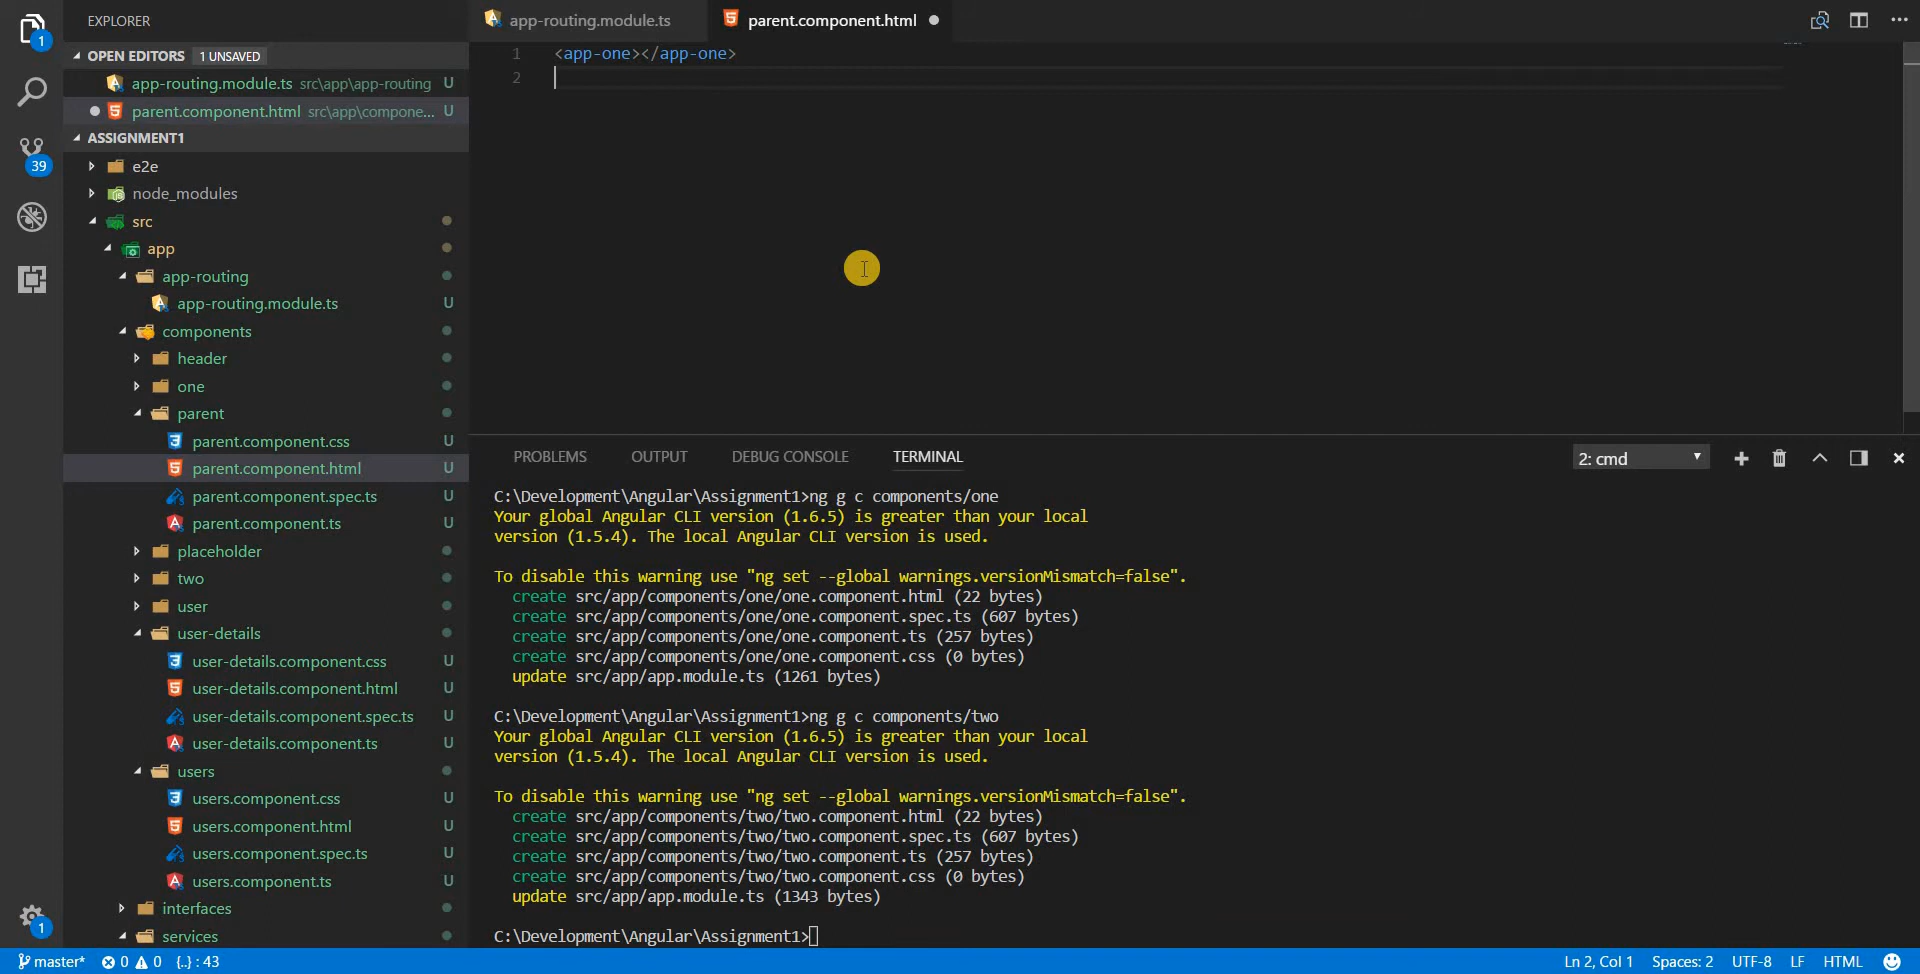 EXPLORER
OPEN EDITORS 1 UNSAVED
app-routing.module.ts src\app\app-routing U
parent.component.html src\app\compone... U
ASSIGNMENT1
e2e
node_modules
src
app
app-routing
app-routing.module.ts U
components
header
one
parent
parent.component.css U
parent.component.html U
parent.component.spec.ts U
parent.component.ts U
placeholder
two
user
user-details
user-details.component.css U
user-details.component.html U
user-details.component.spec.ts U
user-details.component.ts U
users
users.component.css U
users.component.html U
users.component.spec.ts U
users.component.ts U
interfaces
services
1
39
1
app-routing.module.ts parent.component.html
1 <app-one></app-one>
2
PROBLEMS OUTPUT DEBUG CONSOLE TERMINAL 2: cmd
C:\Development\Angular\Assignment1>ng g c components/one
Your global Angular CLI version (1.6.5) is greater than your local
version (1.5.4). The local Angular CLI version is used.
To disable this warning use "ng set --global warnings.versionMismatch=false".
create src/app/components/one/one.component.html (22 bytes)
create src/app/components/one/one.component.spec.ts (607 bytes)
create src/app/components/one/one.component.ts (257 bytes)
create src/app/components/one/one.component.css (0 bytes)
update src/app/app.module.ts (1261 bytes)
C:\Development\Angular\Assignment1>ng g c components/two
Your global Angular CLI version (1.6.5) is greater than your local
version (1.5.4). The local Angular CLI version is used.
To disable this warning use "ng set --global warnings.versionMismatch=false".
create src/app/components/two/two.component.html (22 bytes)
create src/app/components/two/two.component.spec.ts (607 bytes)
create src/app/components/two/two.component.ts (257 bytes)
create src/app/components/two/two.component.css (0 bytes)
update src/app/app.module.ts (1343 bytes)
C:\Development\Angular\Assignment1>
master* 0 0 {..} : 43 Ln 2, Col 1 Spaces: 2 UTF-8 LF HTML